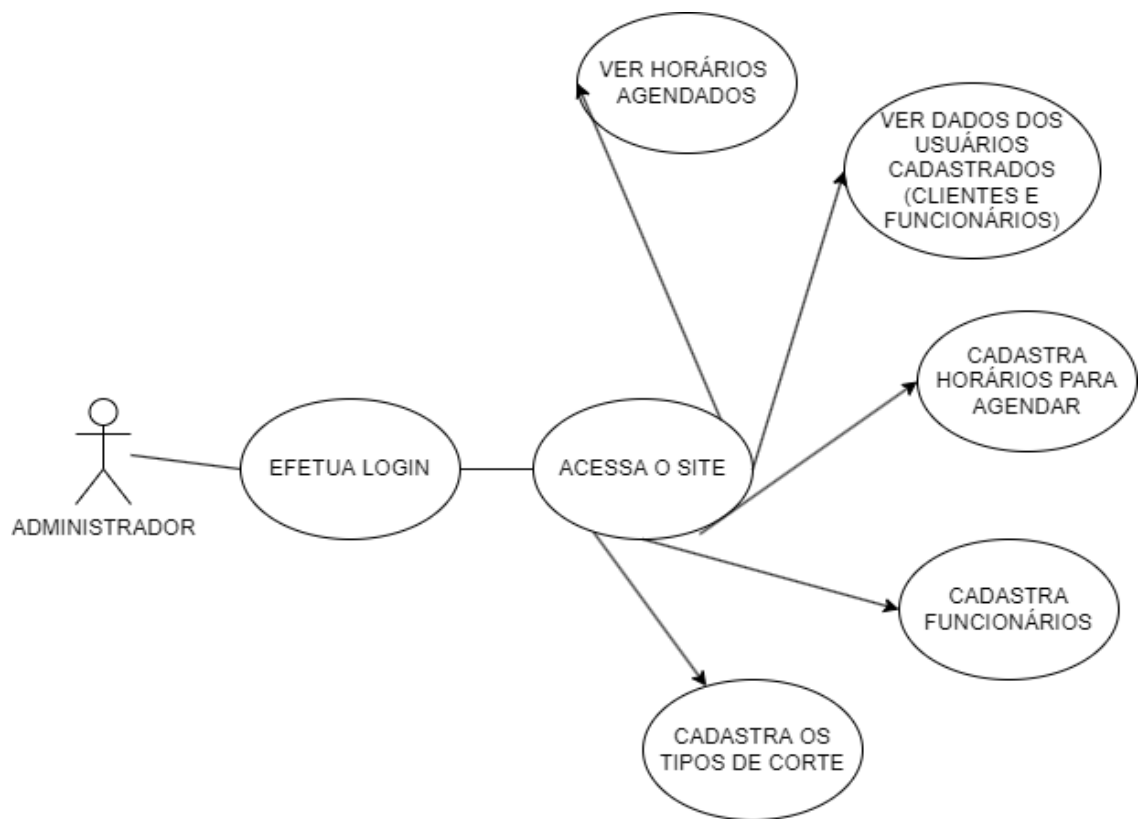 VER HORÁRIOS
AGENDADOS
VER DADOS DOS
USUÁRIOS
CADASTRADOS
(CLIENTES E
FUNCIONÁRIOS)
CADASTRA
HORÁRIOS PARA
AGENDAR
EFETUA LOGIN
ACESSA O SITE
ADMINISTRADOR
CADASTRA
FUNCIONÁRIOS
CADASTRA OS
TIPOS DE CORTE